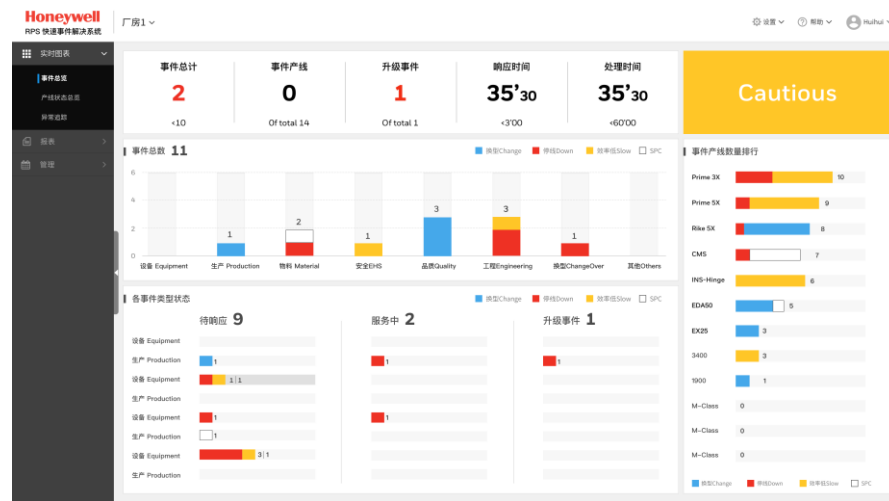 Honeywell
RPS 快速事件解决系统
厂房1
设置
帮助
Huihui
实时图表
事件总览
产线状态总览
异常追踪
报表
管理
事件总计
2
<10
事件产线
0
Of total 14
升级事件
1
Of total 1
响应时间
35’30
<3'00
处理时间
35’30
<60'00
Cautious
事件总数 11
换型Change 停线Down 效率低Slow SPC
6
4
2
0
1
2
1
3
3
1
设备 Equipment
生产 Production
物料 Material
安全EHS
品质Quality
工程Engineering
换型ChangeOver
其他Others
各事件类型状态
换型Change 停线Down 效率低Slow SPC
待响应 9
服务中 2
升级事件 1
设备 Equipment
生产 Production 1 1 1
设备 Equipment 1|1
生产 Production
设备 Equipment 1 1
生产 Production 1
设备 Equipment 3|1
生产 Production
事件产线数量排行
Prime 3X 10
Prime 5X 9
Rike 5X 8
CMS 7
INS-Hinge 6
EDA50 5
EX25 3
3400 3
1900 1
M-Class 0
M-Class 0
M-Class 0
换型Change 停线Down 效率低Slow SPC